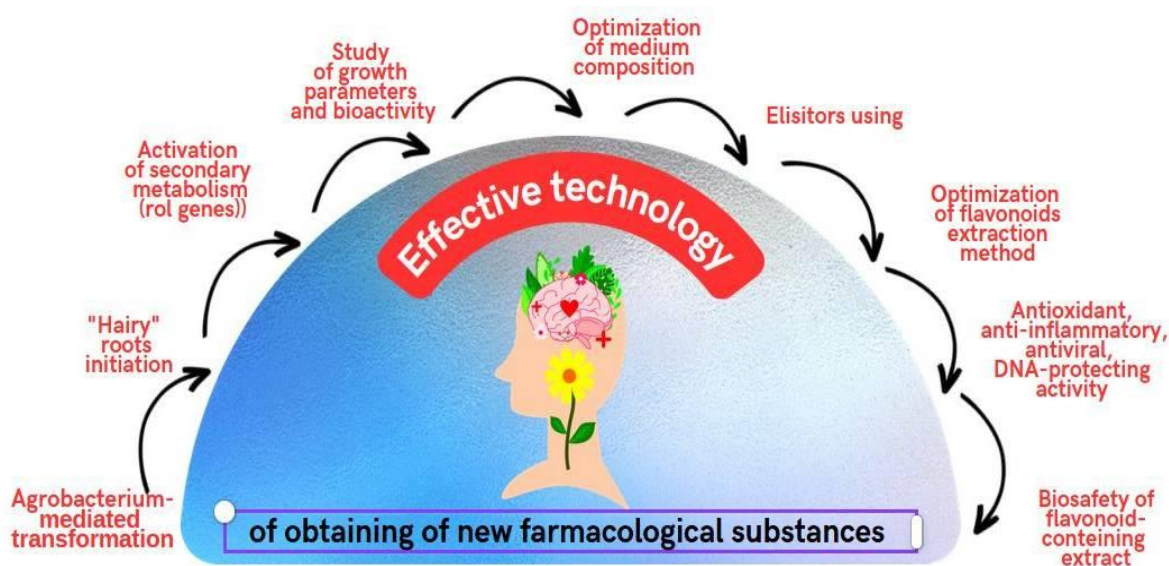 Agrobacterium-
mediated
transformation
"Hairy"
roots
initiation
Activation
of secondary
metabolism
(rol genes))
Study
of growth
parameters
and bioactivity
Optimization
of medium
composition
Elisitors using
Optimization
of flavonoids
extraction
method
Antioxidant,
anti-inflammatory,
antiviral,
DNA-protecting
activity
Biosafety of
flavonoid-
conteining
extract
Effective technology
of obtaining of new farmacological substances